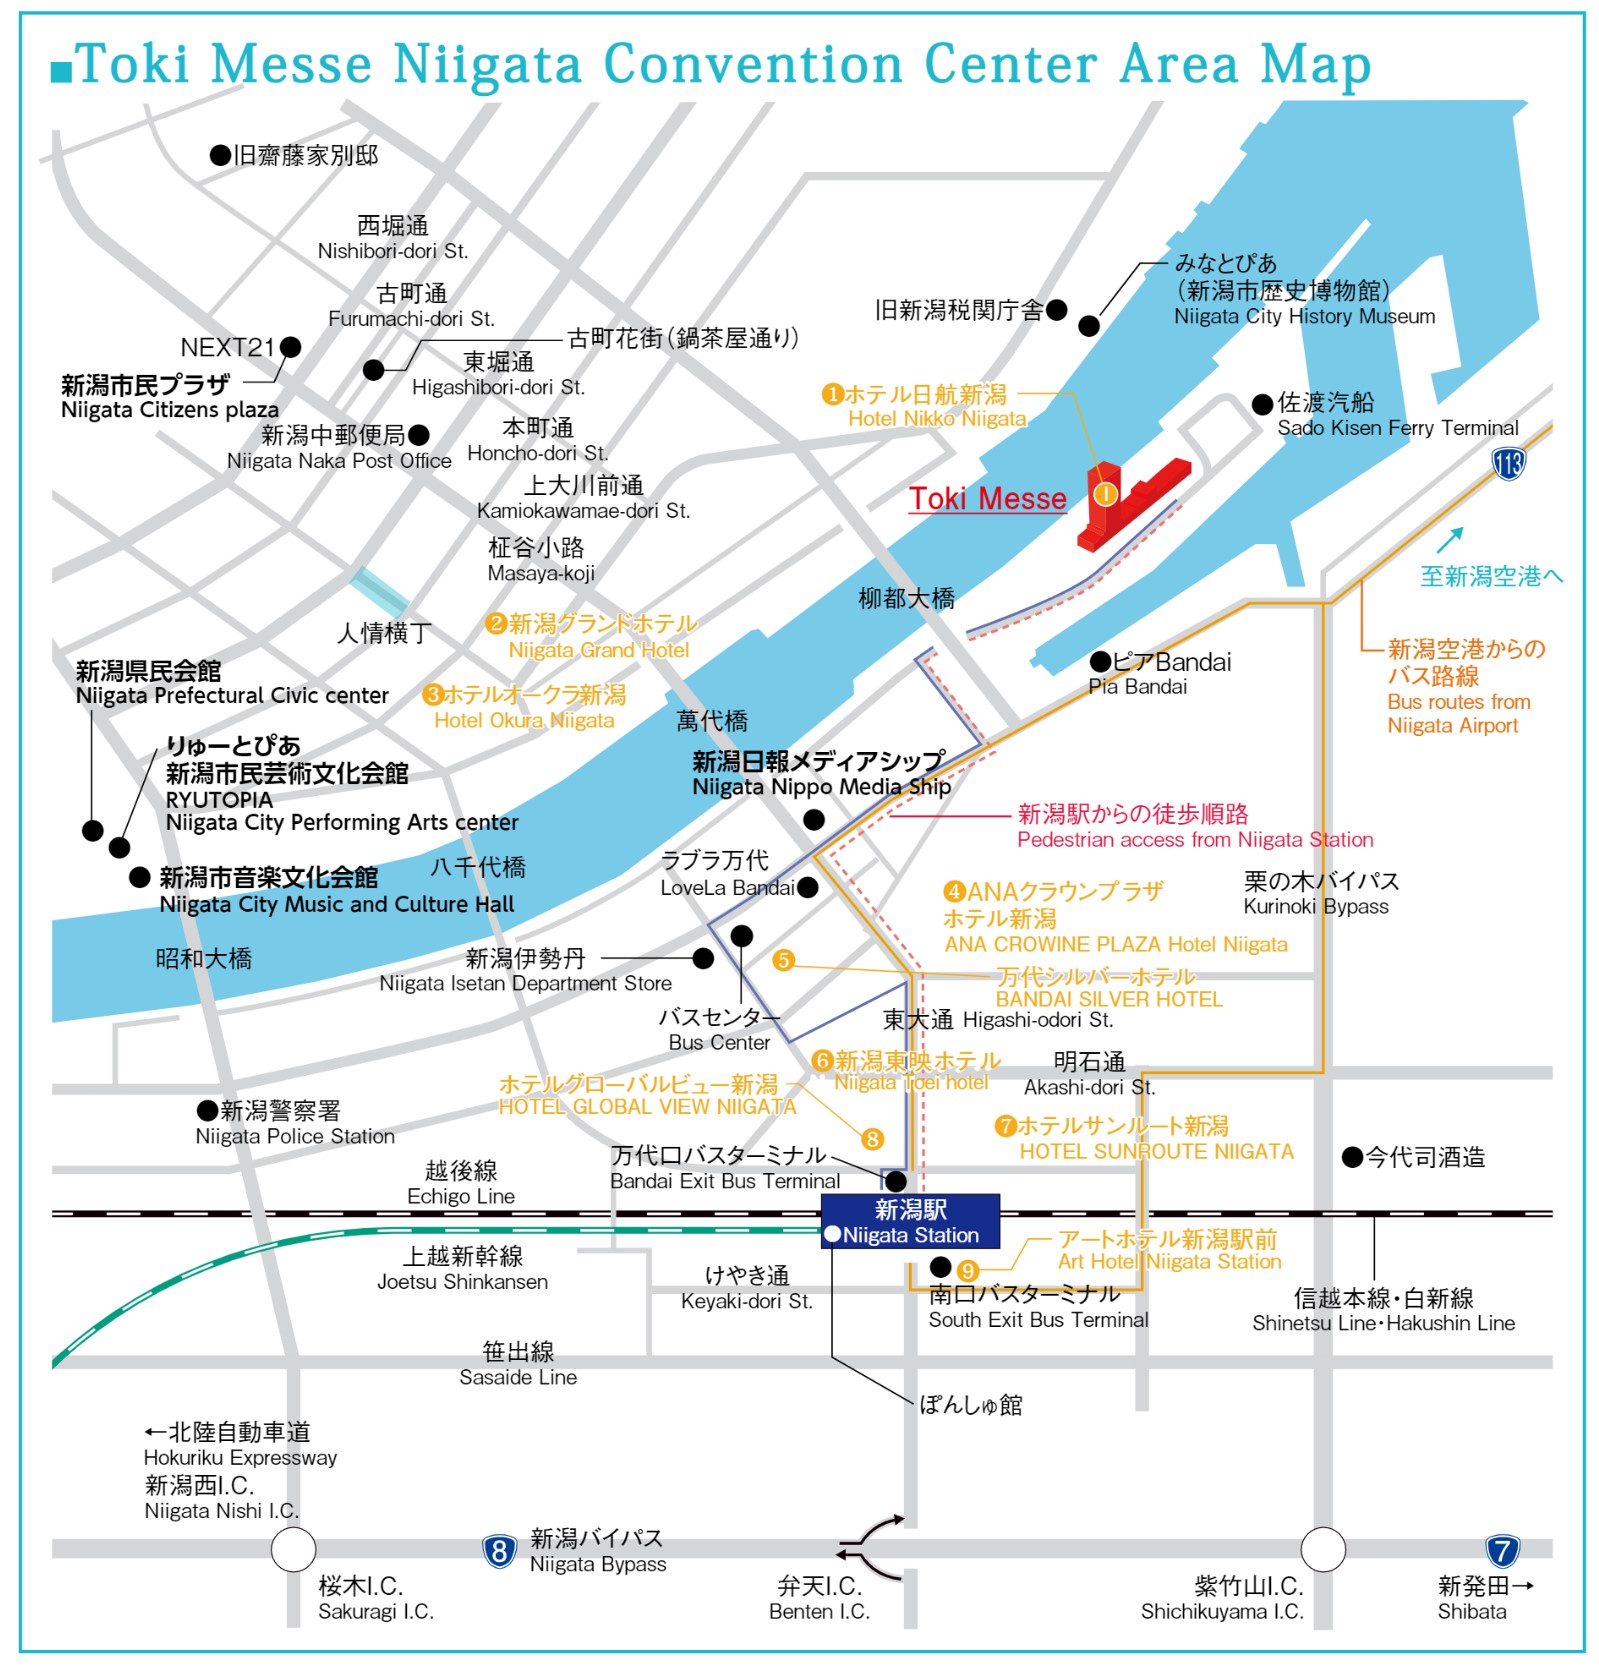 ■Toki Messe Niigata Convention Center Area Map
旧齋藤家別邸
西堀通
Nishibori-dori St.
古町通
Furumachi-dori St.
古町花街(鍋茶屋通り)
NEXT21
新潟市民プラザ
Niigata Citizens plaza
東堀通
Higashibori-dori St.
新潟中郵便局
Niigata Naka Post Office
本町通
Honcho-dori St.
上大川前通
Kamiokawamae-dori St.
柾谷小路
Masaya-koji
旧新潟税関庁舎
みなとぴあ
(新潟市歴史博物館)
Niigata City History Museum
①ホテル日航新潟
Hotel Nikko Niigata
佐渡汽船
Sado Kisen Ferry Terminal
113
Toki Messe
1
至新潟空港へ
柳都大橋
人情横丁
②新潟グランドホテル
Niigata Grand Hotel
③ホテルオークラ新潟
Hotel Okura Niigata
ピアBandai
Pia Bandai
新潟空港からの
バス路線
Bus routes from
Niigata Airport
新潟県民会館
Niigata Prefectural Civic center
りゅーとぴあ
新潟市民芸術文化会館
RYUTOPIA
Niigata City Performing Arts center
萬代橋
新潟日報メディアシップ
Niigata Nippo Media Ship
新潟駅からの徒歩順路
Pedestrian access from Niigata Station
新潟市音楽文化会館
Niigata City Music and Culture Hall
八千代橋
ラブラ万代
LoveLa Bandai
④ANAクラウンプラザ
ホテル新潟
ANA CROWINE PLAZA Hotel Niigata
栗の木バイパス
Kurinoki Bypass
昭和大橋
新潟伊勢丹
Niigata Isetan Department Store
⑤
万代シルバーホテル
BANDAI SILVER HOTEL
バスセンター
Bus Center
東大通 Higashi-odori St.
⑥新潟東映ホテル
Niigata Toei hotel
明石通
Akashi-dori St.
ホテルグローバルビュー新潟
HOTEL GLOBAL VIEW NIIGATA
⑧
⑦ホテルサンルート新潟
HOTEL SUNROUTE NIIGATA
新潟警察署
Niigata Police Station
万代口バスターミナル
Bandai Exit Bus Terminal
今代司酒造
越後線
Echigo Line
新潟駅
Niigata Station
上越新幹線
Joetsu Shinkansen
アートホテル新潟駅前
Art Hotel Niigata Station
⑨
けやき通
Keyaki-dori St.
南口バスターミナル
South Exit Bus Terminal
信越本線・白新線
Shinetsu Line・Hakushin Line
笹出線
Sasaide Line
ぽんしゅ館
←北陸自動車道
Hokuriku Expressway
新潟西I.C.
Niigata Nishi I.C.
8
新潟バイパス
Niigata Bypass
7
桜木I.C.
Sakuragi I.C.
弁天I.C.
Benten I.C.
紫竹山I.C.
Shichikuyama I.C.
新発田→
Shibata